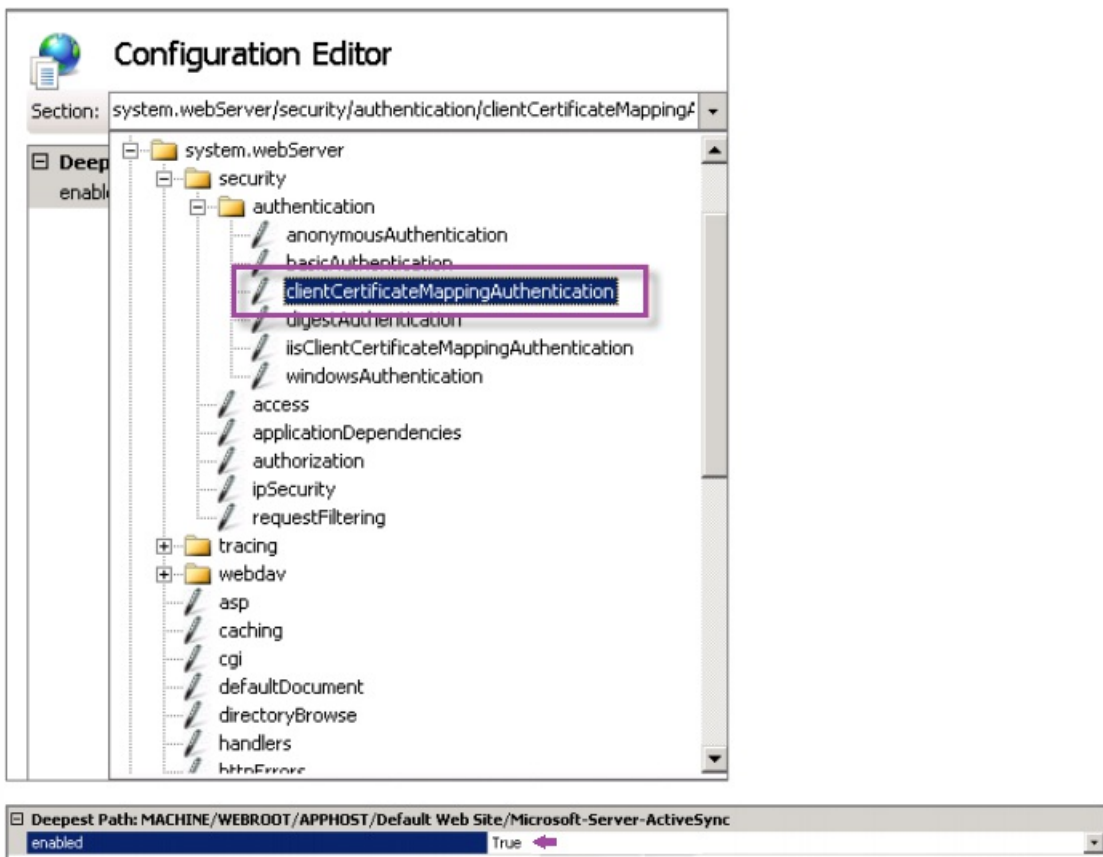 Configuration Editor
Section: system.webServer/security/authentication/clientCertificateMappingA
Deep
enabl
system.webServer
security
authentication
anonymousAuthentication
basicAuthentication
clientCertificateMappingAuthentication
digestAuthentication
iisClientCertificateMappingAuthentication
windowsAuthentication
access
applicationDependencies
authorization
ipSecurity
requestFiltering
tracing
webdav
asp
caching
cgi
defaultDocument
directoryBrowse
handlers
httpErrors
Deepest Path: MACHINE/WEBROOT/APPHOST/Default Web Site/Microsoft-Server-ActiveSync
enabled True